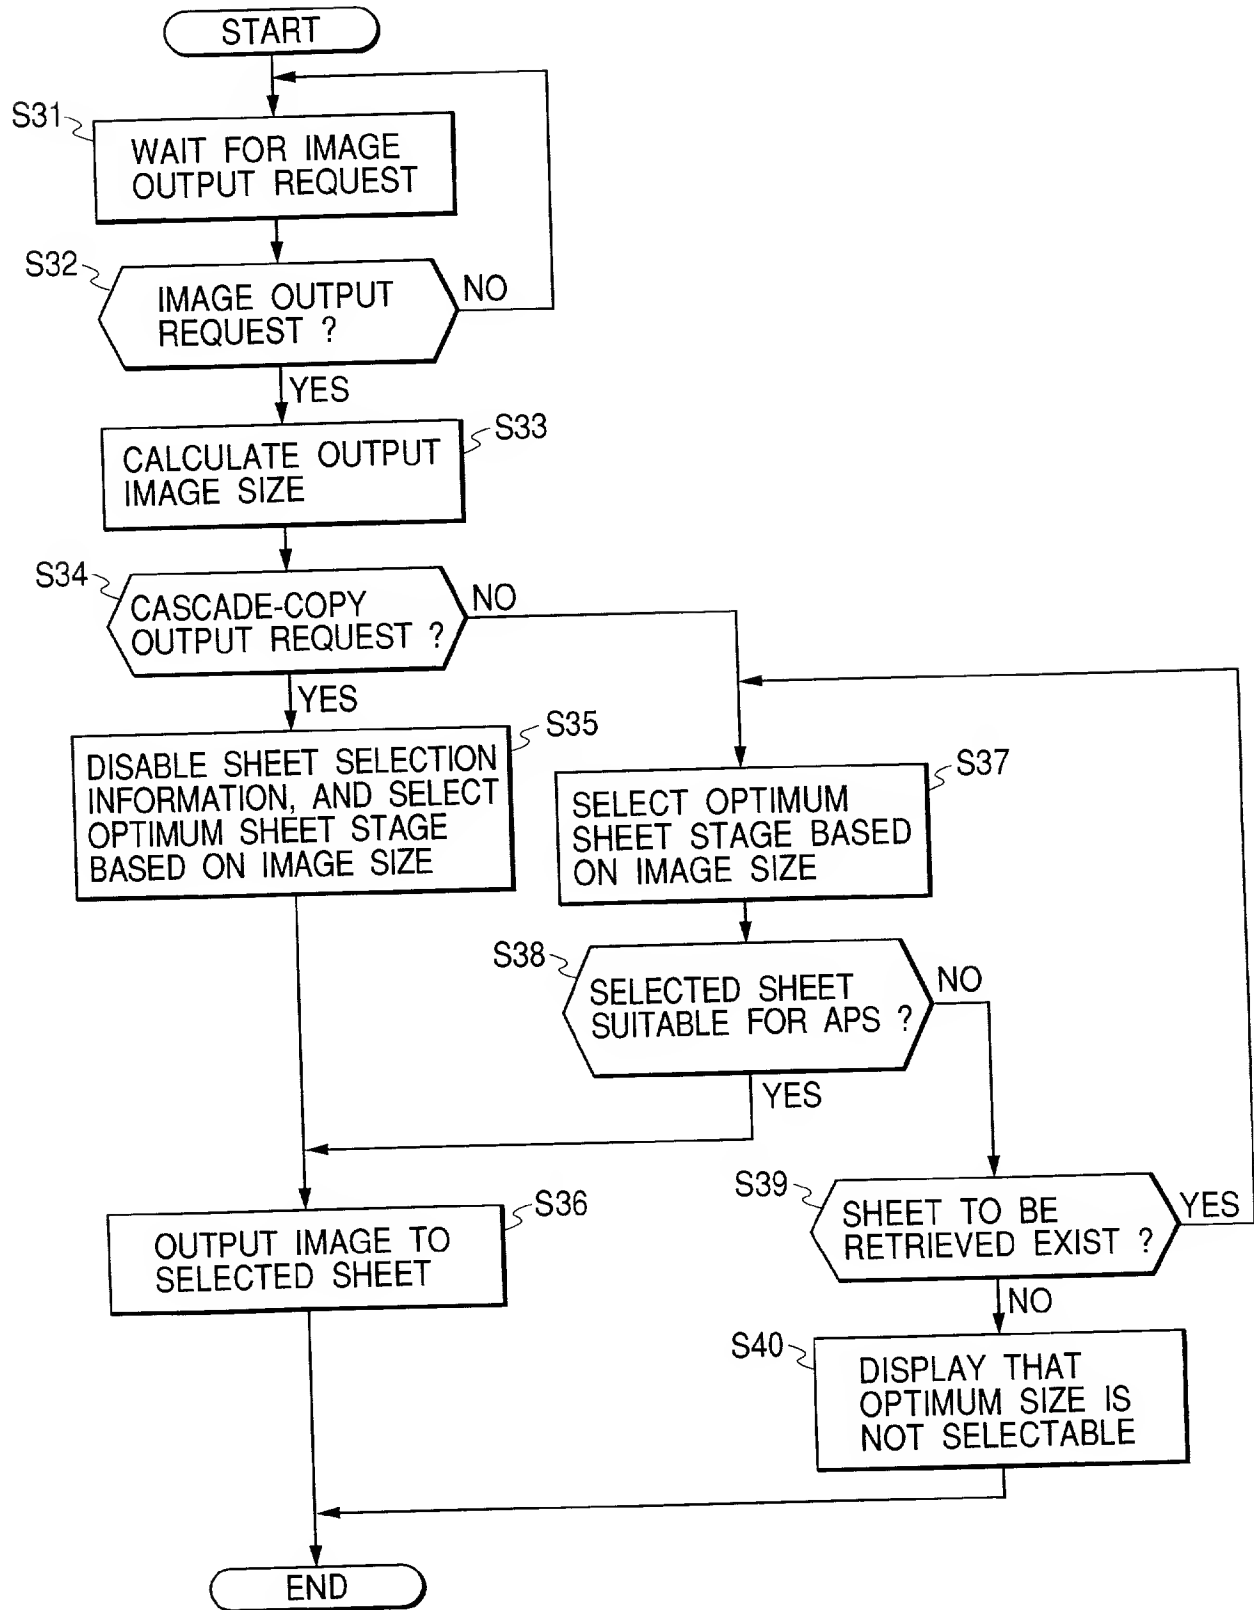 START
S31
WAIT FOR IMAGE
OUTPUT REQUEST
S32
IMAGE OUTPUT
REQUEST ?
NO
YES
S33
CALCULATE OUTPUT
IMAGE SIZE
S34
CASCADE-COPY
OUTPUT REQUEST ?
NO
YES
S35
DISABLE SHEET SELECTION
INFORMATION, AND SELECT
OPTIMUM SHEET STAGE
BASED ON IMAGE SIZE
S37
SELECT OPTIMUM
SHEET STAGE BASED
ON IMAGE SIZE
S38
SELECTED SHEET
SUITABLE FOR APS ?
NO
YES
S39
SHEET TO BE
RETRIEVED EXIST ?
YES
NO
S36
OUTPUT IMAGE TO
SELECTED SHEET
S40
DISPLAY THAT
OPTIMUM SIZE IS
NOT SELECTABLE
END